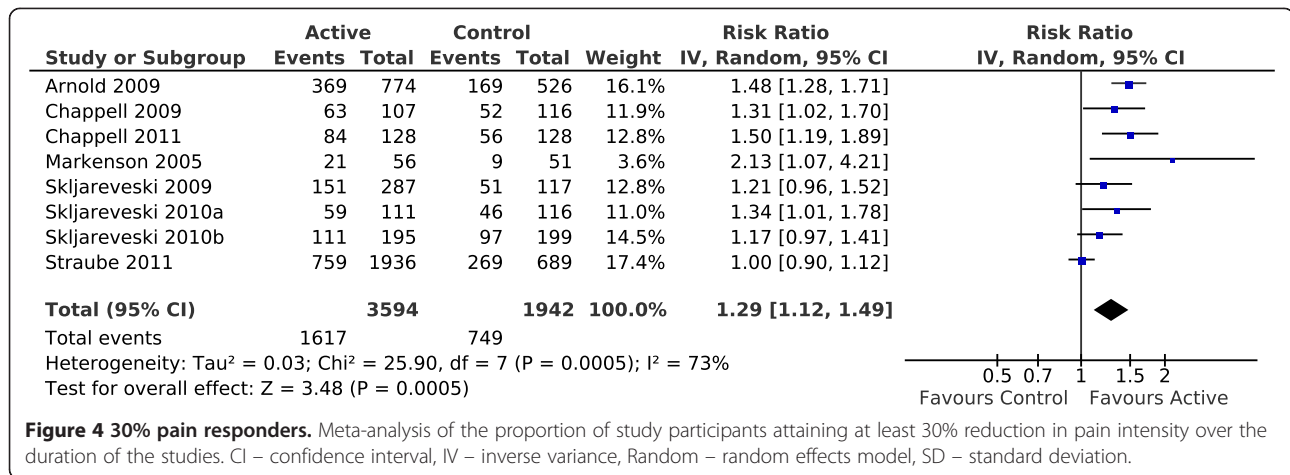 Active Control Risk Ratio Risk Ratio
Study or Subgroup Events Total Events Total Weight IV, Random, 95% CI IV, Random, 95% CI
Arnold 2009 369 774 169 526 16.1% 1.48 [1.28, 1.71]
Chappell 2009 63 107 52 116 11.9% 1.31 [1.02, 1.70]
Chappell 2011 84 128 56 128 12.8% 1.50 [1.19, 1.89]
Markenson 2005 21 56 9 51 3.6% 2.13 [1.07, 4.21]
Skljareveski 2009 151 287 51 117 12.8% 1.21 [0.96, 1.52]
Skljareveski 2010a 59 111 46 116 11.0% 1.34 [1.01, 1.78]
Skljareveski 2010b 111 195 97 199 14.5% 1.17 [0.97, 1.41]
Straube 2011 759 1936 269 689 17.4% 1.00 [0.90, 1.12]
Total (95% CI) 3594 1942 100.0% 1.29 [1.12, 1.49]
Total events 1617 749
Heterogeneity: Tau² = 0.03; Chi² = 25.90, df = 7 (P = 0.0005); I² = 73%
Test for overall effect: Z = 3.48 (P = 0.0005)
0.5 0.7 1 1.5 2
Favours Control Favours Active
Figure 4 30% pain responders. Meta-analysis of the proportion of study participants attaining at least 30% reduction in pain intensity over the
duration of the studies. CI – confidence interval, IV – inverse variance, Random – random effects model, SD – standard deviation.